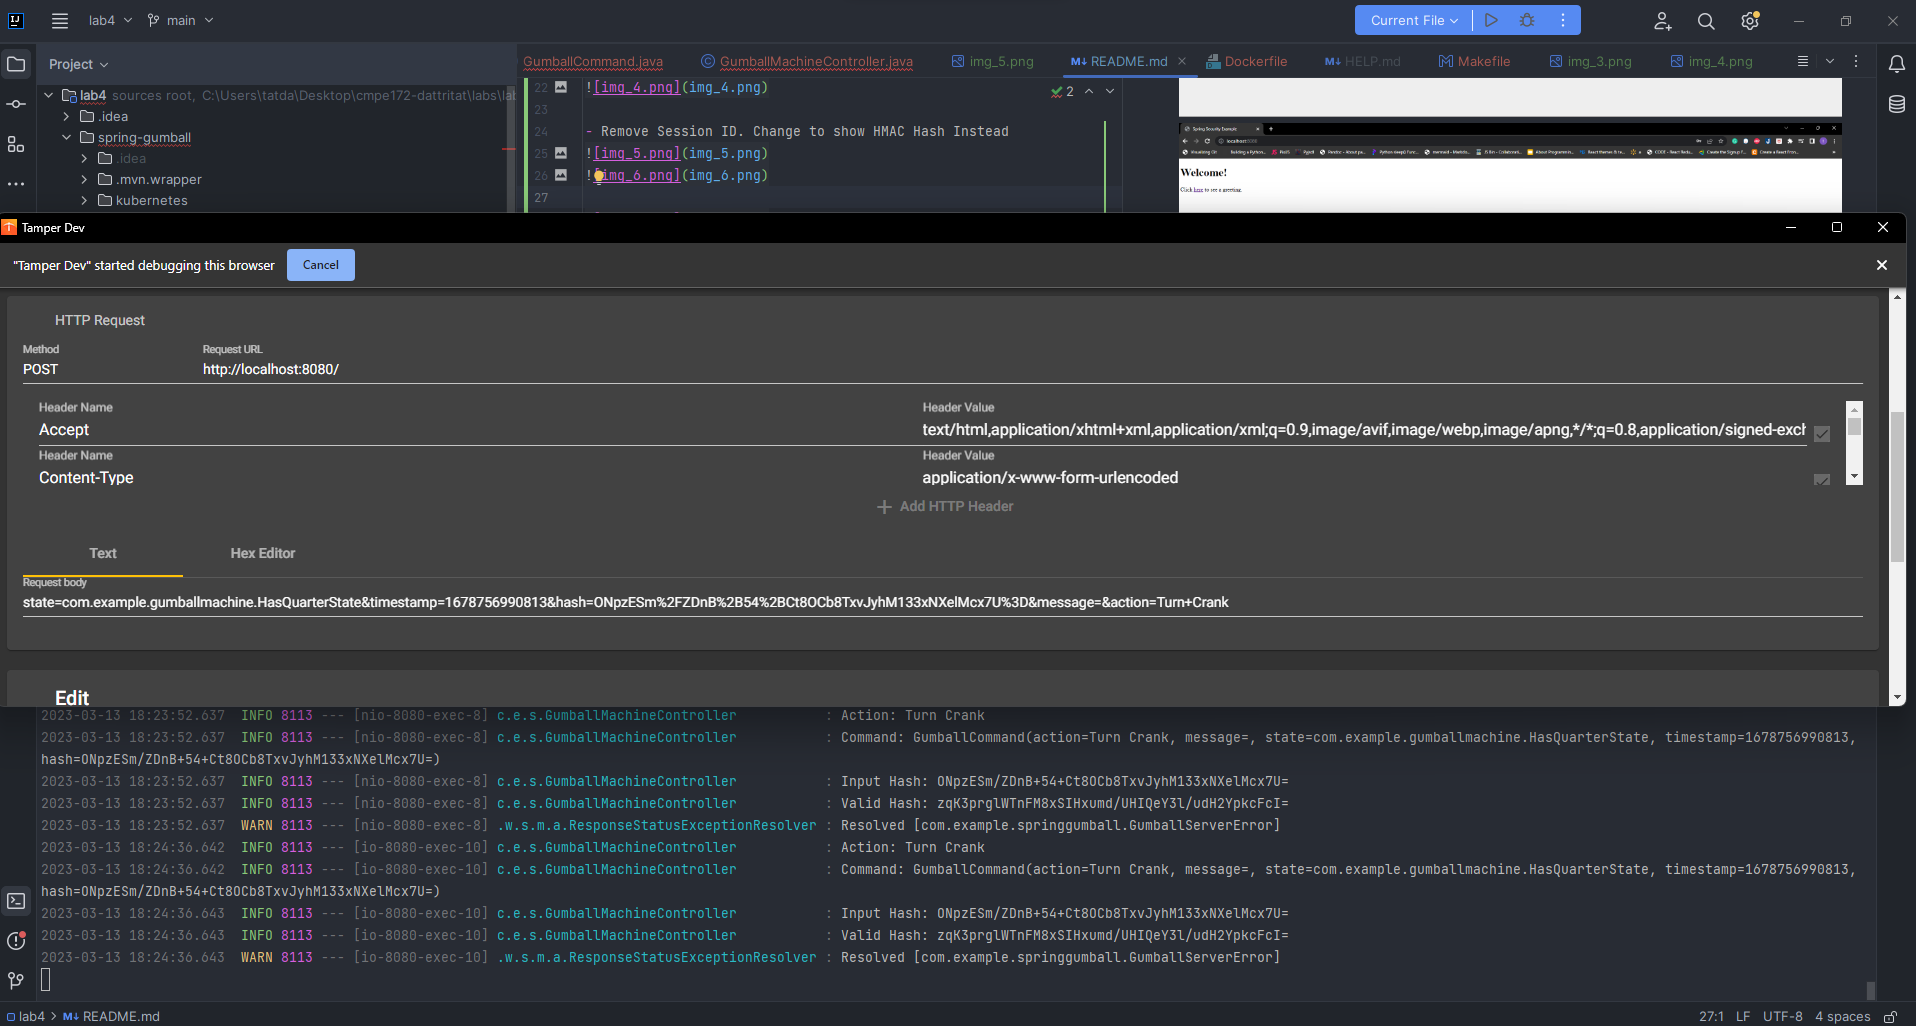 lab4
main
Current File
Project
GumballCommand.java
GumballMachineController.java
img_5.png
README.md
Dockerfile
HELP.md
Makefile
img_3.png
img_4.png
lab4 sources root, C:\Users\tatda\Desktop\cmpe172-dattritat\labs\lab
.idea
spring-gumball
.idea
.mvn.wrapper
kubernetes
22 ![img_4.png](img_4.png)
2
23
24 - Remove Session ID. Change to show HMAC Hash Instead
25 ![img_5.png](img_5.png)
26 ![img_6.png](img_6.png)
27
Spring Security Example
localhost:8080
Welcome!
Click here to see a greeting.
Tamper Dev
"Tamper Dev" started debugging this browser
Cancel
HTTP Request
Method
Request URL
POST
http://localhost:8080/
Header Name
Header Value
Accept
text/html,application/xhtml+xml,application/xml;q=0.9,image/avif,image/webp,image/apng,*/*;q=0.8,application/signed-exch
Header Name
Header Value
Content-Type
application/x-www-form-urlencoded
Add HTTP Header
Text
Hex Editor
Request body
state=com.example.gumballmachine.HasQuarterState&timestamp=1678756990813&hash=ONpzESm%2FZDnB%2B54%2BCt8OCb8TxvJyhM133xNXelMcx7U%3D&message=&action=Turn+Crank
Edit
2023-03-13 18:23:52.637 INFO 8113 --- [nio-8080-exec-8] c.e.s.GumballMachineController : Action: Turn Crank
2023-03-13 18:23:52.637 INFO 8113 --- [nio-8080-exec-8] c.e.s.GumballMachineController : Command: GumballCommand(action=Turn Crank, message=, state=com.example.gumballmachine.HasQuarterState, timestamp=1678756990813,
hash=ONpzESm/ZDnB+54+Ct8OCb8TxvJyhM133xNXelMcx7U=)
2023-03-13 18:23:52.637 INFO 8113 --- [nio-8080-exec-8] c.e.s.GumballMachineController : Input Hash: ONpzESm/ZDnB+54+Ct8OCb8TxvJyhM133xNXelMcx7U=
2023-03-13 18:23:52.637 INFO 8113 --- [nio-8080-exec-8] c.e.s.GumballMachineController : Valid Hash: zqK3prglWTnFM8xSIHxumd/UHIQeY3l/udH2YpkcFcI=
2023-03-13 18:23:52.637 WARN 8113 --- [nio-8080-exec-8] .w.s.m.a.ResponseStatusExceptionResolver : Resolved [com.example.springgumball.GumballServerError]
2023-03-13 18:24:36.642 INFO 8113 --- [io-8080-exec-10] c.e.s.GumballMachineController : Action: Turn Crank
2023-03-13 18:24:36.642 INFO 8113 --- [io-8080-exec-10] c.e.s.GumballMachineController : Command: GumballCommand(action=Turn Crank, message=, state=com.example.gumballmachine.HasQuarterState, timestamp=1678756990813,
hash=ONpzESm/ZDnB+54+Ct8OCb8TxvJyhM133xNXelMcx7U=)
2023-03-13 18:24:36.643 INFO 8113 --- [io-8080-exec-10] c.e.s.GumballMachineController : Input Hash: ONpzESm/ZDnB+54+Ct8OCb8TxvJyhM133xNXelMcx7U=
2023-03-13 18:24:36.643 INFO 8113 --- [io-8080-exec-10] c.e.s.GumballMachineController : Valid Hash: zqK3prglWTnFM8xSIHxumd/UHIQeY3l/udH2YpkcFcI=
2023-03-13 18:24:36.643 WARN 8113 --- [io-8080-exec-10] .w.s.m.a.ResponseStatusExceptionResolver : Resolved [com.example.springgumball.GumballServerError]
lab4 > README.md
27:1 LF UTF-8 4 spaces